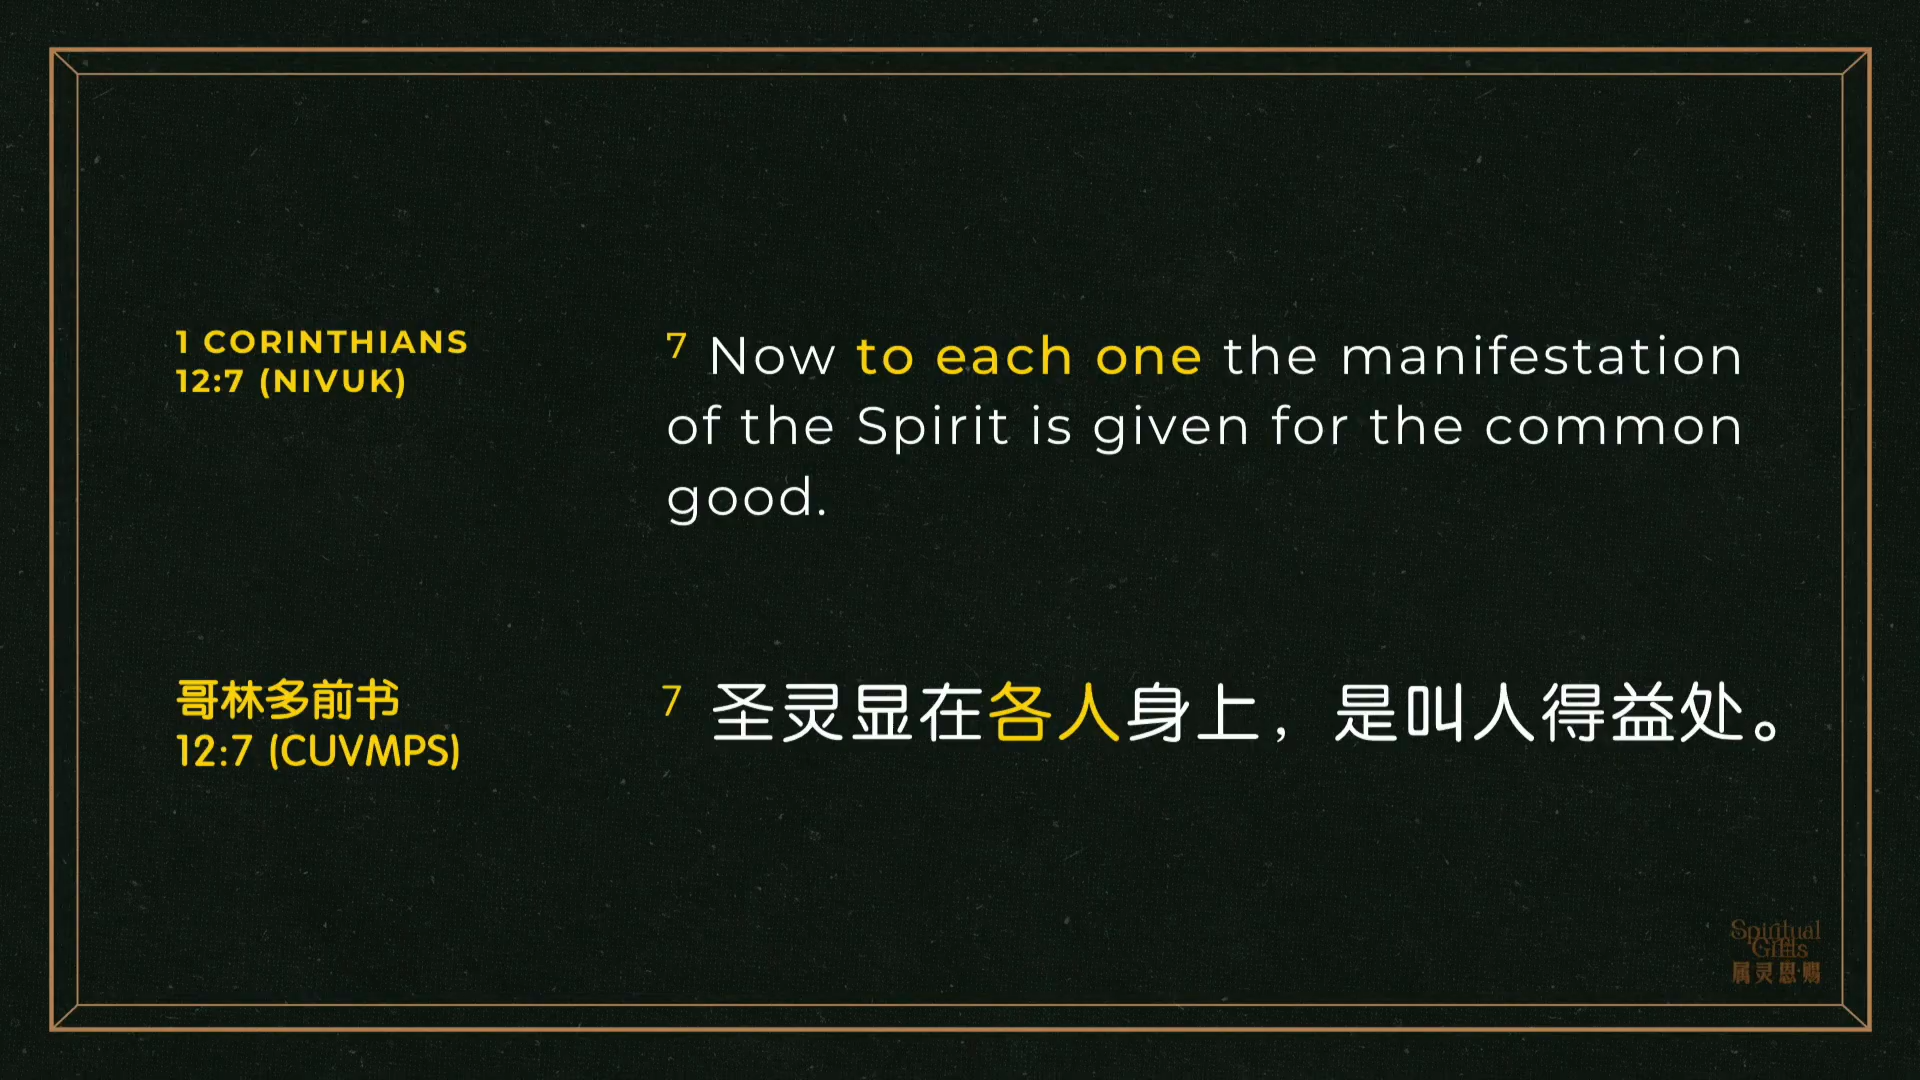 1 CORINTHIANS
12:7 (NIVUK)
7 Now to each one the manifestation
of the Spirit is given for the common
good.
哥林多前书
12:7 (CUVMPS)
7 圣灵显在各人身上，是叫人得益处。
Spiritual
Gifts
属灵恩赐